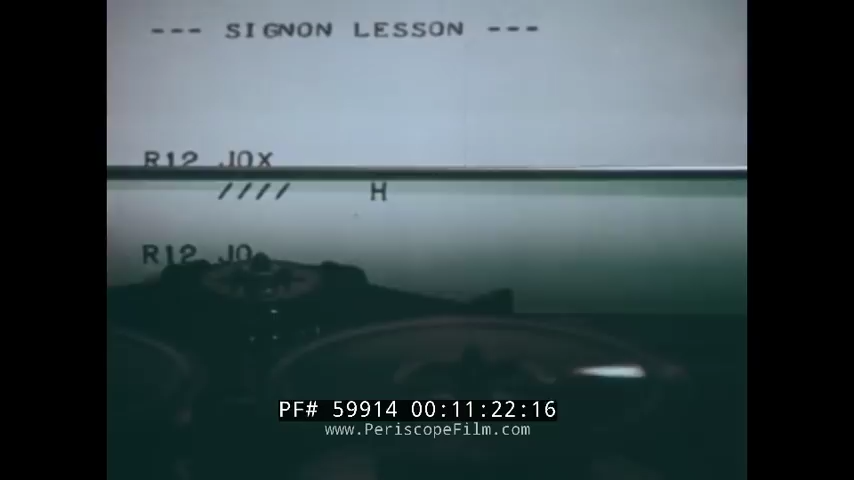 --- SIGNON LESSON ---
R12 JOX
//// H
R12 JO
PF# 59914 00:11:22:16
www.PeriscopeFilm.com